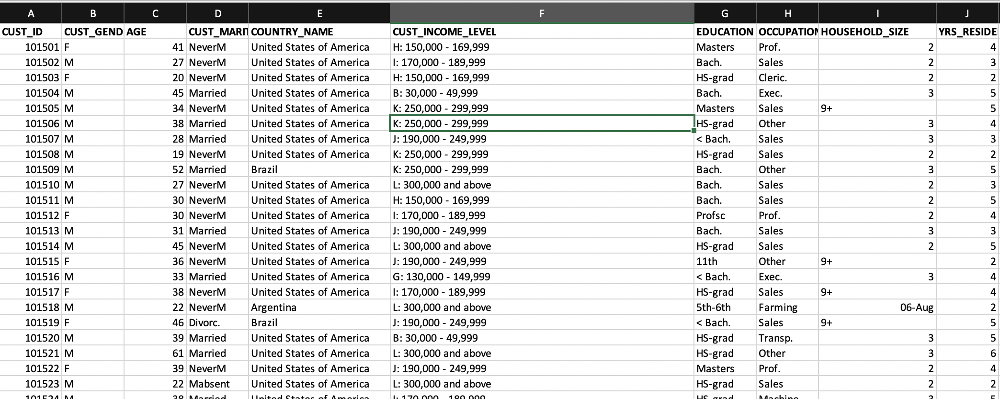 A B C D E F G H I J
CUST_ID CUST_GEND AGE CUST_MARIT COUNTRY_NAME CUST_INCOME_LEVEL EDUCATION OCCUPATION HOUSEHOLD_SIZE YRS_RESIDE
101501 F 41 NeverM United States of America H: 150,000 - 169,999 Masters Prof. 2 4
101502 M 27 NeverM United States of America I: 170,000 - 189,999 Bach. Sales 2 3
101503 F 20 NeverM United States of America H: 150,000 - 169,999 HS-grad Cleric. 2 2
101504 M 45 Married United States of America B: 30,000 - 49,999 Bach. Exec. 3 5
101505 M 34 NeverM United States of America K: 250,000 - 299,999 Masters Sales 9+ 5
101506 M 38 Married United States of America K: 250,000 - 299,999 HS-grad Other 3 4
101507 M 28 Married United States of America J: 190,000 - 249,999 < Bach. Sales 3 3
101508 M 19 NeverM United States of America K: 250,000 - 299,999 HS-grad Sales 2 2
101509 M 52 Married Brazil K: 250,000 - 299,999 Bach. Other 3 5
101510 M 27 NeverM United States of America L: 300,000 and above Bach. Sales 2 3
101511 M 30 NeverM United States of America H: 150,000 - 169,999 Bach. Sales 2 5
101512 F 30 NeverM United States of America I: 170,000 - 189,999 Profsc Prof. 2 4
101513 M 31 Married United States of America J: 190,000 - 249,999 Bach. Sales 3 3
101514 M 45 NeverM United States of America L: 300,000 and above HS-grad Sales 2 5
101515 F 36 NeverM United States of America J: 190,000 - 249,999 11th Other 9+ 2
101516 M 33 Married United States of America G: 130,000 - 149,999 < Bach. Exec. 3 4
101517 F 38 NeverM United States of America I: 170,000 - 189,999 HS-grad Sales 9+ 4
101518 M 22 NeverM Argentina L: 300,000 and above 5th-6th Farming 06-Aug 2
101519 F 46 Divorc. Brazil J: 190,000 - 249,999 < Bach. Sales 9+ 5
101520 M 39 Married United States of America B: 30,000 - 49,999 HS-grad Transp. 3 5
101521 M 61 Married United States of America L: 300,000 and above HS-grad Other 3 6
101522 F 39 NeverM United States of America J: 190,000 - 249,999 Masters Prof. 2 4
101523 M 22 Mabsent United States of America L: 300,000 and above HS-grad Sales 2 2
101524 M 38 Married United States of America I: 170,000 - 189,999 HS-grad Machine 3 5